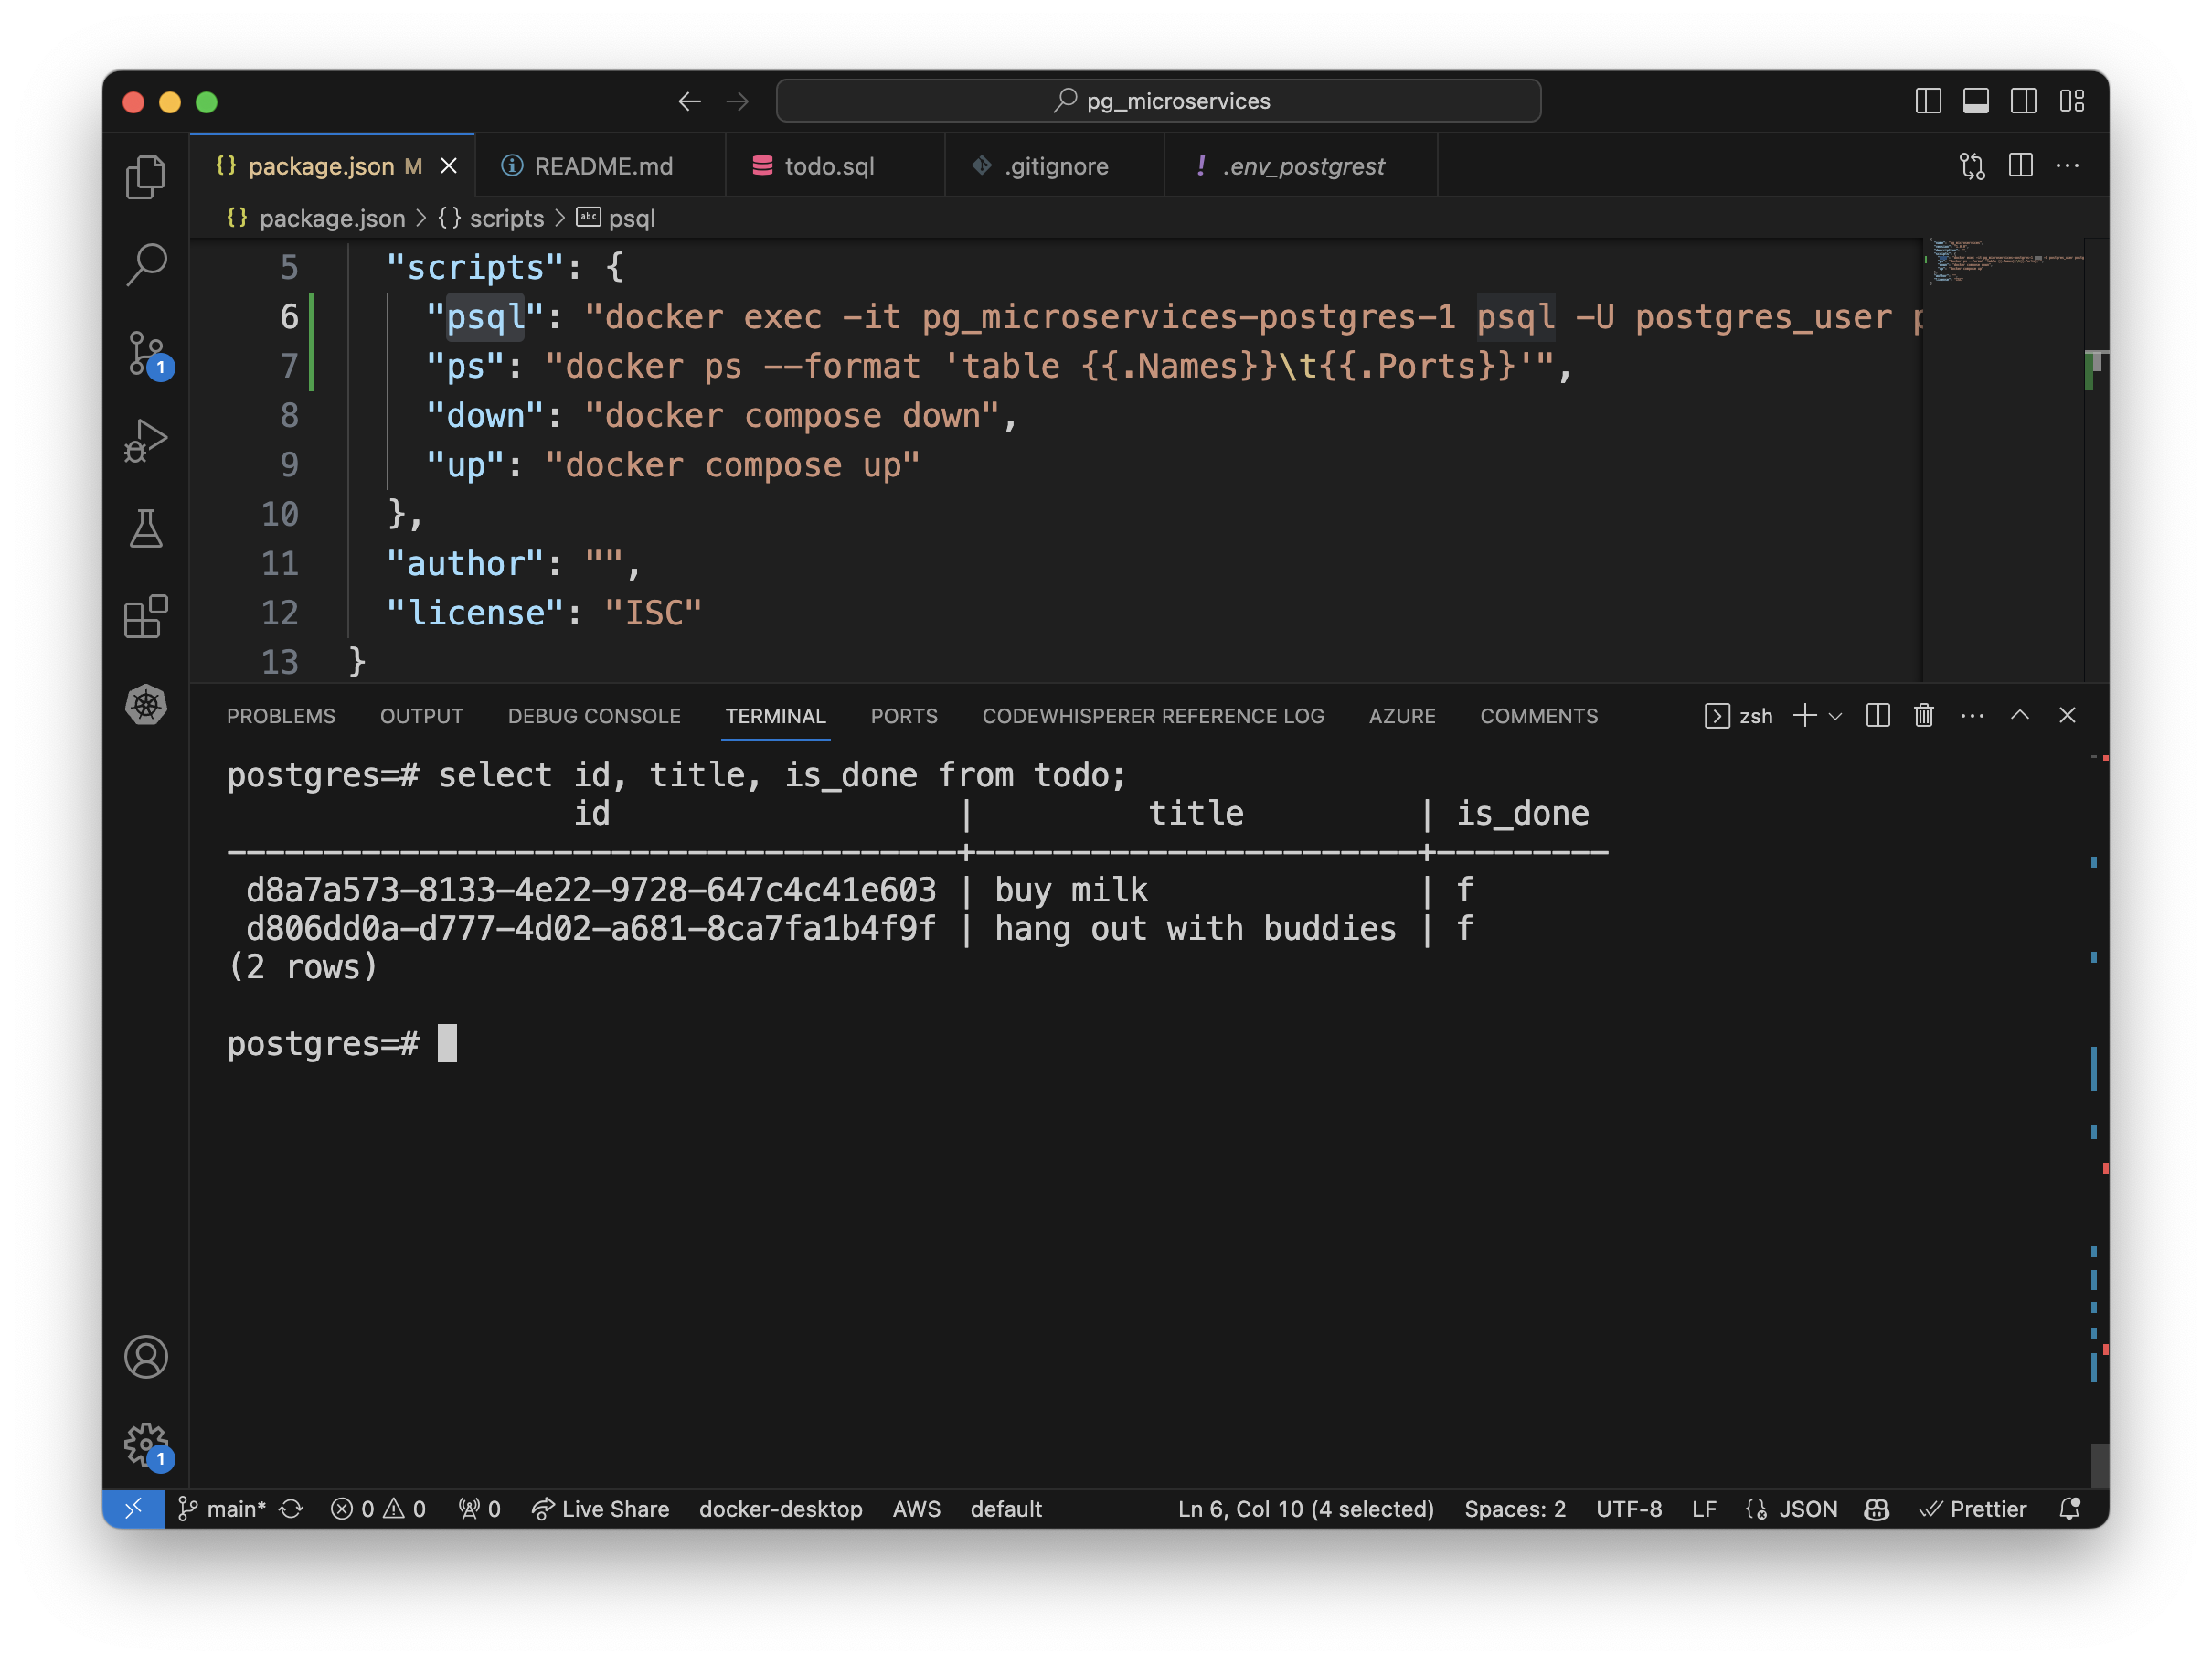 pg_microservices
package.json M
README.md
todo.sql
.gitignore
.env_postgrest
package.json > {} scripts > abc psql
5 "scripts": {
6 "psql": "docker exec -it pg_microservices-postgres-1 psql -U postgres_user p
7 "ps": "docker ps --format 'table {{.Names}}\t{{.Ports}}'",
8 "down": "docker compose down",
9 "up": "docker compose up"
10 },
11 "author": "",
12 "license": "ISC"
13 }
PROBLEMS OUTPUT DEBUG CONSOLE TERMINAL PORTS CODEWHISPERER REFERENCE LOG AZURE COMMENTS zsh
postgres=# select id, title, is_done from todo;
id | title | is_done
--------------------------------------+-----------------------+---------
d8a7a573-8133-4e22-9728-647c4c41e603 | buy milk | f
d806dd0a-d777-4d02-a681-8ca7fa1b4f9f | hang out with buddies | f
(2 rows)
postgres=#
1
1
main* 0 0 0 Live Share docker-desktop AWS default Ln 6, Col 10 (4 selected) Spaces: 2 UTF-8 LF JSON Prettier